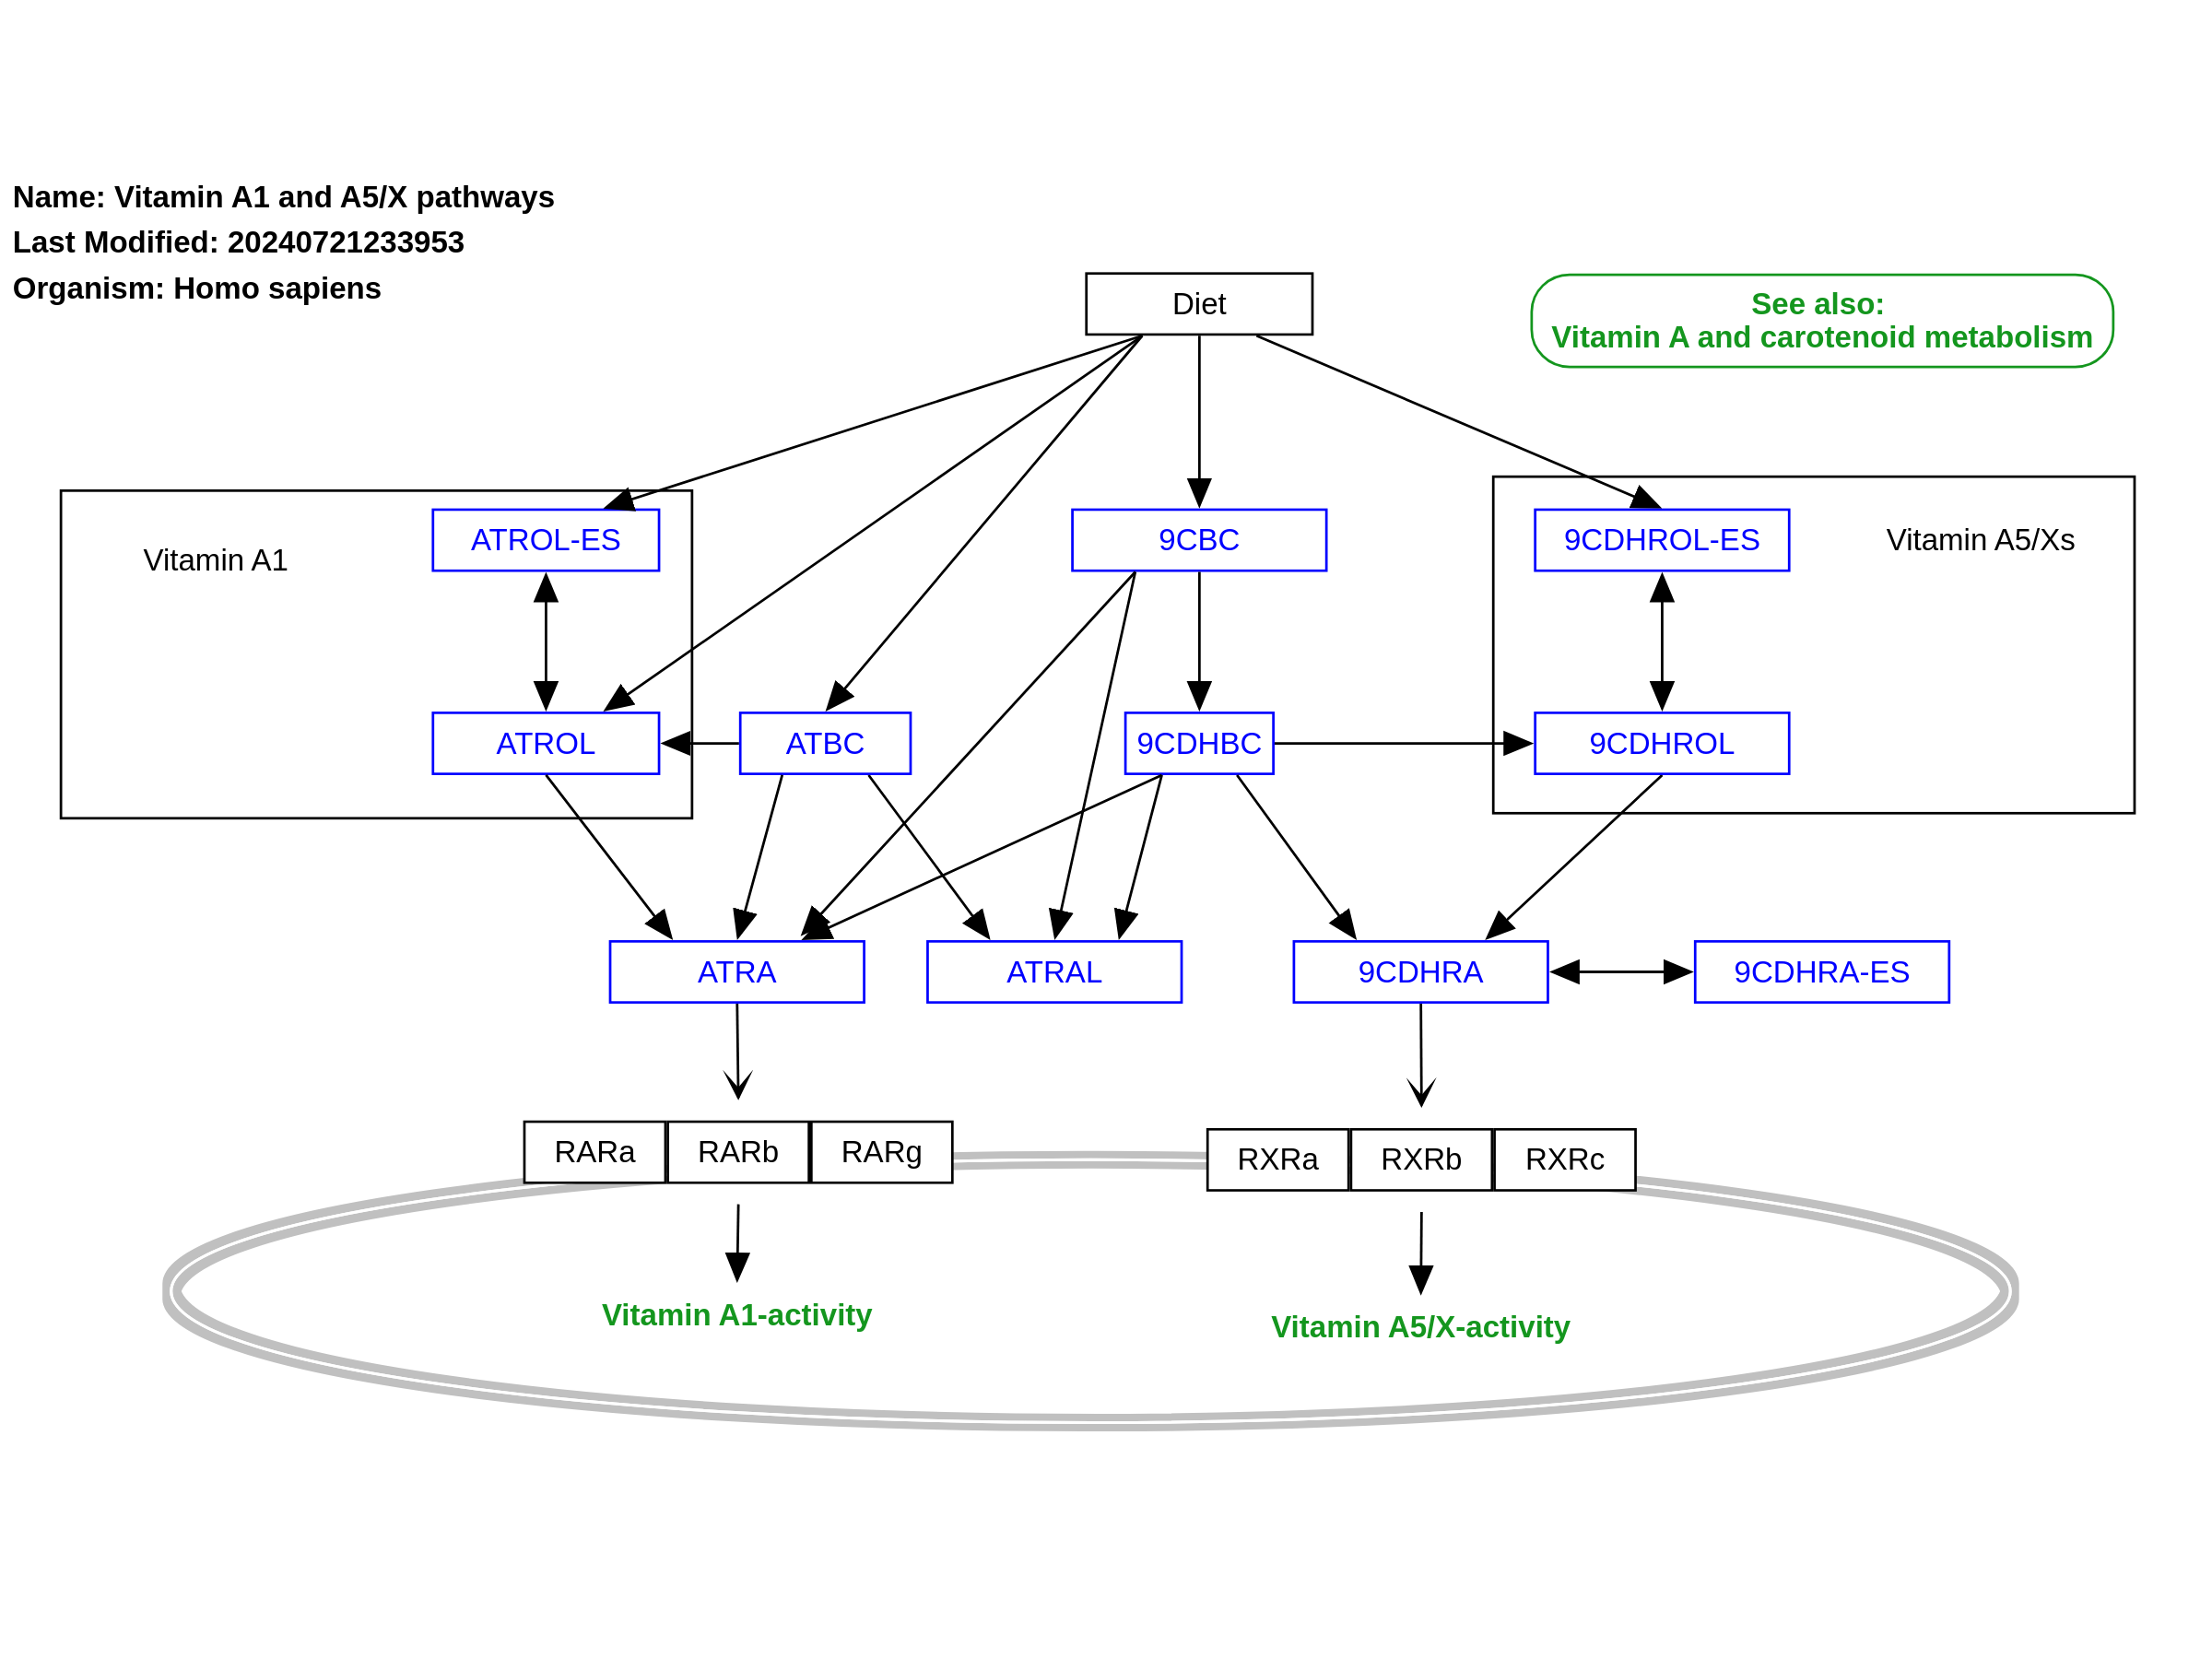 Name: Vitamin A1 and A5/X pathways
Last Modified: 20240721233953
Organism: Homo sapiens
Diet
See also:
Vitamin A and carotenoid metabolism
Vitamin A1
ATROL-ES
9CBC
9CDHROL-ES
Vitamin A5/Xs
ATROL
ATBC
9CDHBC
9CDHROL
ATRA
ATRAL
9CDHRA
9CDHRA-ES
RARa
RARb
RARg
RXRa
RXRb
RXRc
Vitamin A1-activity
Vitamin A5/X-activity